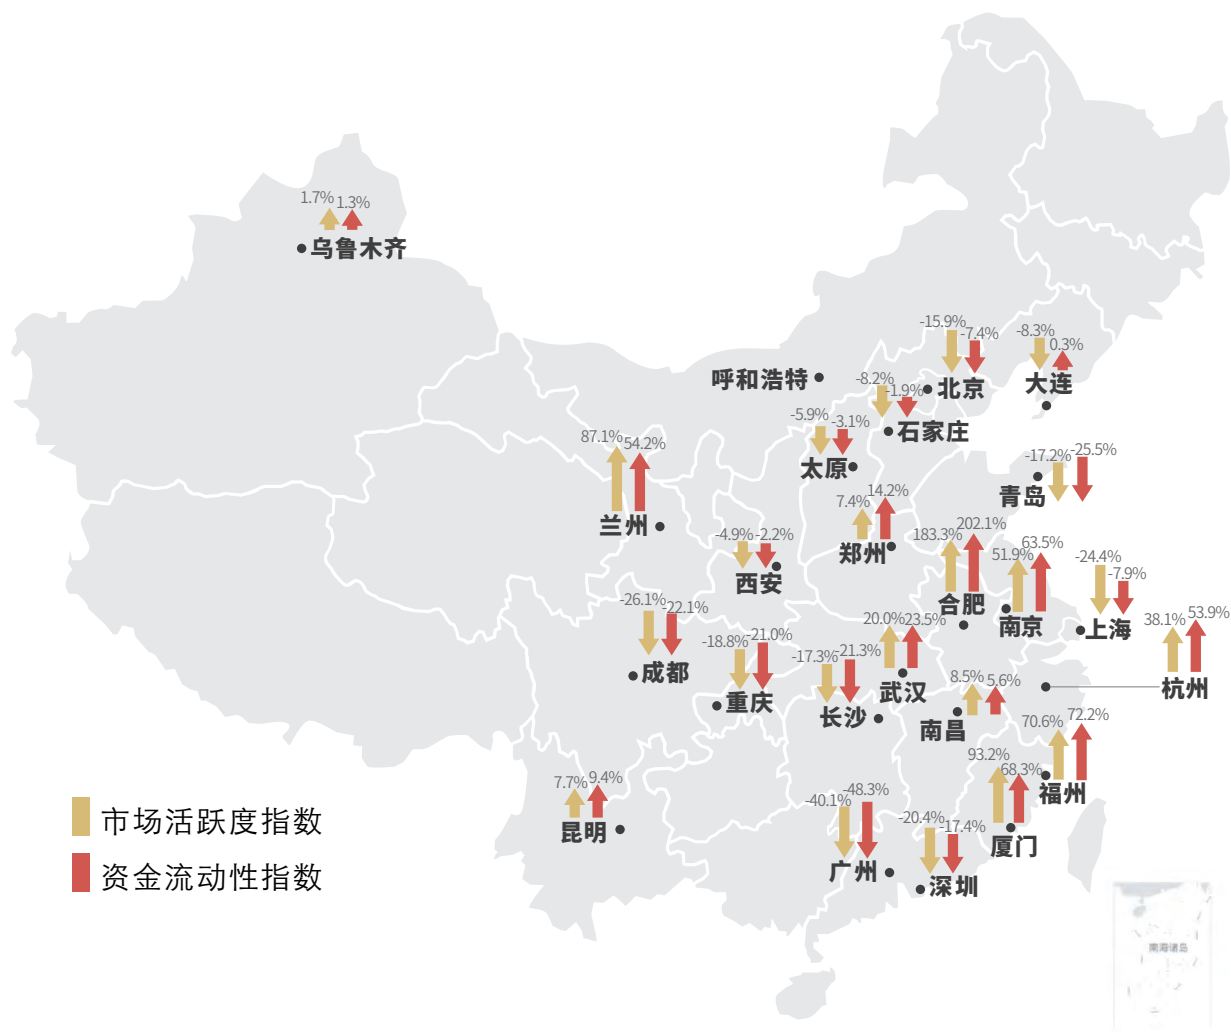 1.7% 1.3%
乌鲁木齐
-15.9%
-7.4%
北京
-8.3%
0.3%
大连
呼和浩特
-8.2%
-1.9%
石家庄
-5.9%
-3.1%
太原
87.1%
54.2%
兰州
-17.2%
-25.5%
青岛
7.4%
14.2%
郑州
183.3%
202.1%
合肥
51.9%
63.5%
南京
-24.4%
-7.9%
上海
-4.9% -2.2%
西安
38.1%
53.9%
杭州
-26.1%
-22.1%
成都
-18.8%
-21.0%
重庆
-17.3%
-21.3%
长沙
20.0% 23.5%
武汉
8.5%
5.6%
南昌
70.6%
72.2%
福州
93.2%
68.3%
厦门
7.7%
9.4%
昆明
-40.1%
-48.3%
广州
-20.4%
-17.4%
深圳
市场活跃度指数
资金流动性指数
南海诸岛